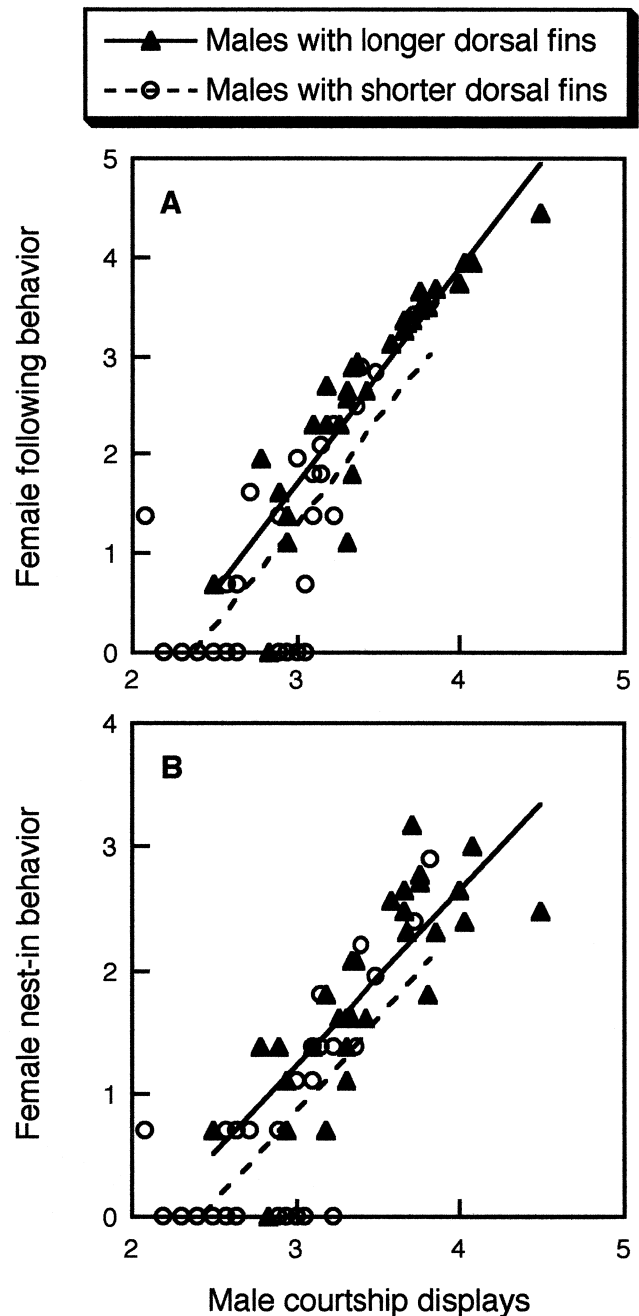 Males with longer dorsal fins
Males with shorter dorsal fins
A
5
4
3
2
1
0
Female following behavior
2 3 4 5
B
4
3
2
1
0
Female nest-in behavior
2 3 4 5
Male courtship displays